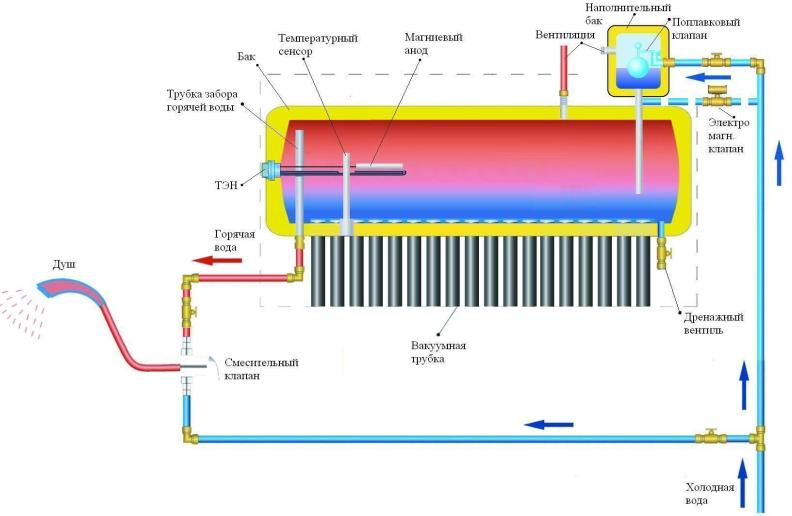 Наполнительный
бак
Поплавковый
клапан
Вентиляция
Температурный
сенсор
Магниевый
анод
Бак
Трубка забора
горячей воды
Электро
магн.
клапан
ТЭН
Горячая
вода
Душ
Дренажный
вентиль
Вакуумная
трубка
Смесительный
клапан
Холодная
вода